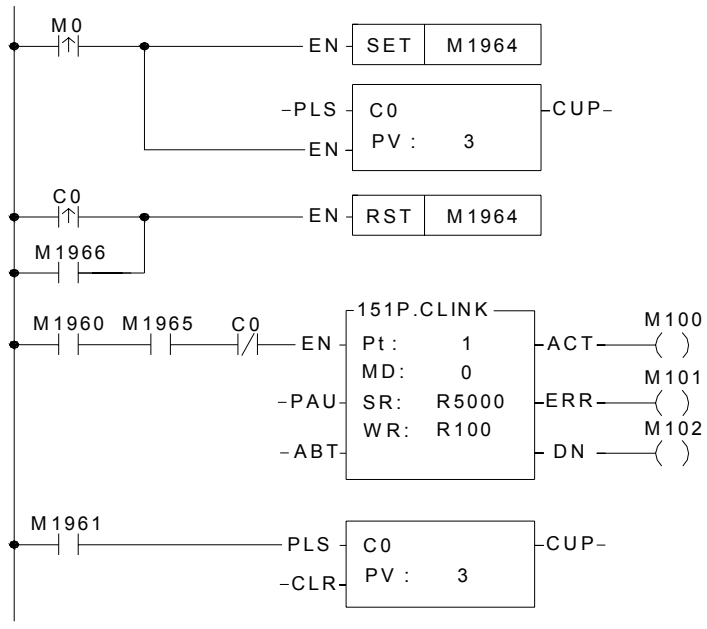 M0
EN SET M1964
PLS C0 CUP
EN PV : 3
C0
EN RST M1964
M1966
M1960 M1965 C0 151P.CLINK M100
EN Pt : 1 ACT
MD: 0 M101
PAU SR: R5000 ERR
WR: R100 M102
ABT DN
M1961
PLS C0 CUP
CLR PV : 3